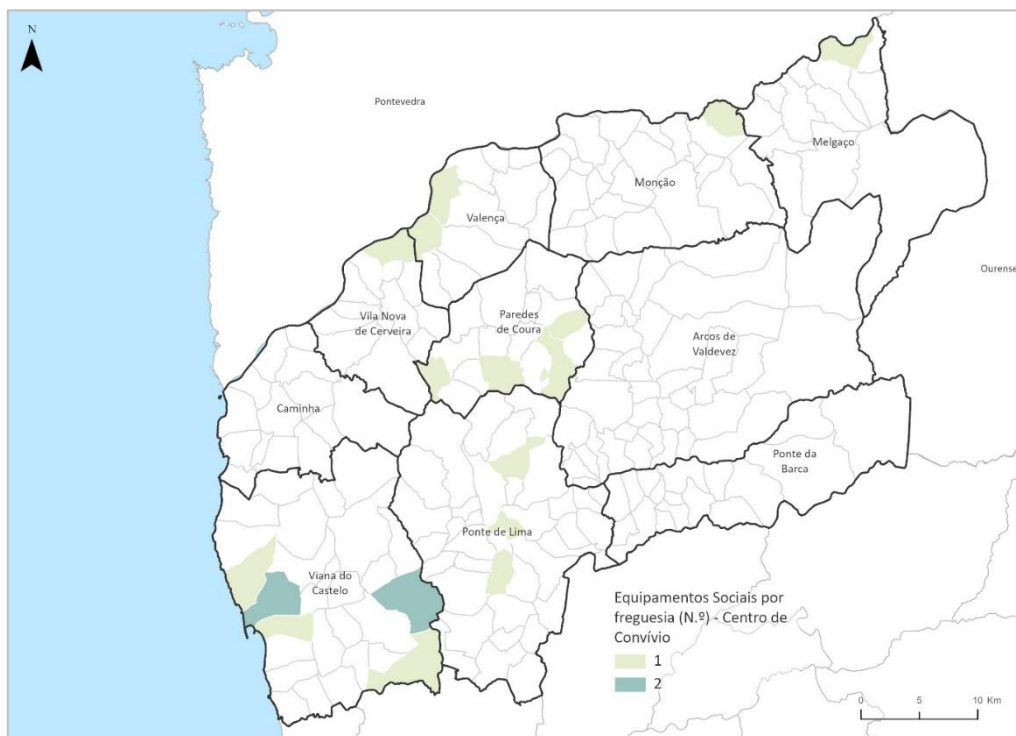 N
Pontevedra
Melgaço
Monção
Valença
Ourense
Vila Nova
de Cerveira
Paredes
de Coura
Arcos de
Valdevez
Caminha
Ponte da
Barca
Ponte de Lima
Viana do
Castelo
Equipamentos Sociais por
freguesia (N.º) - Centro de
Convívio
1
2
0 5 10 Km